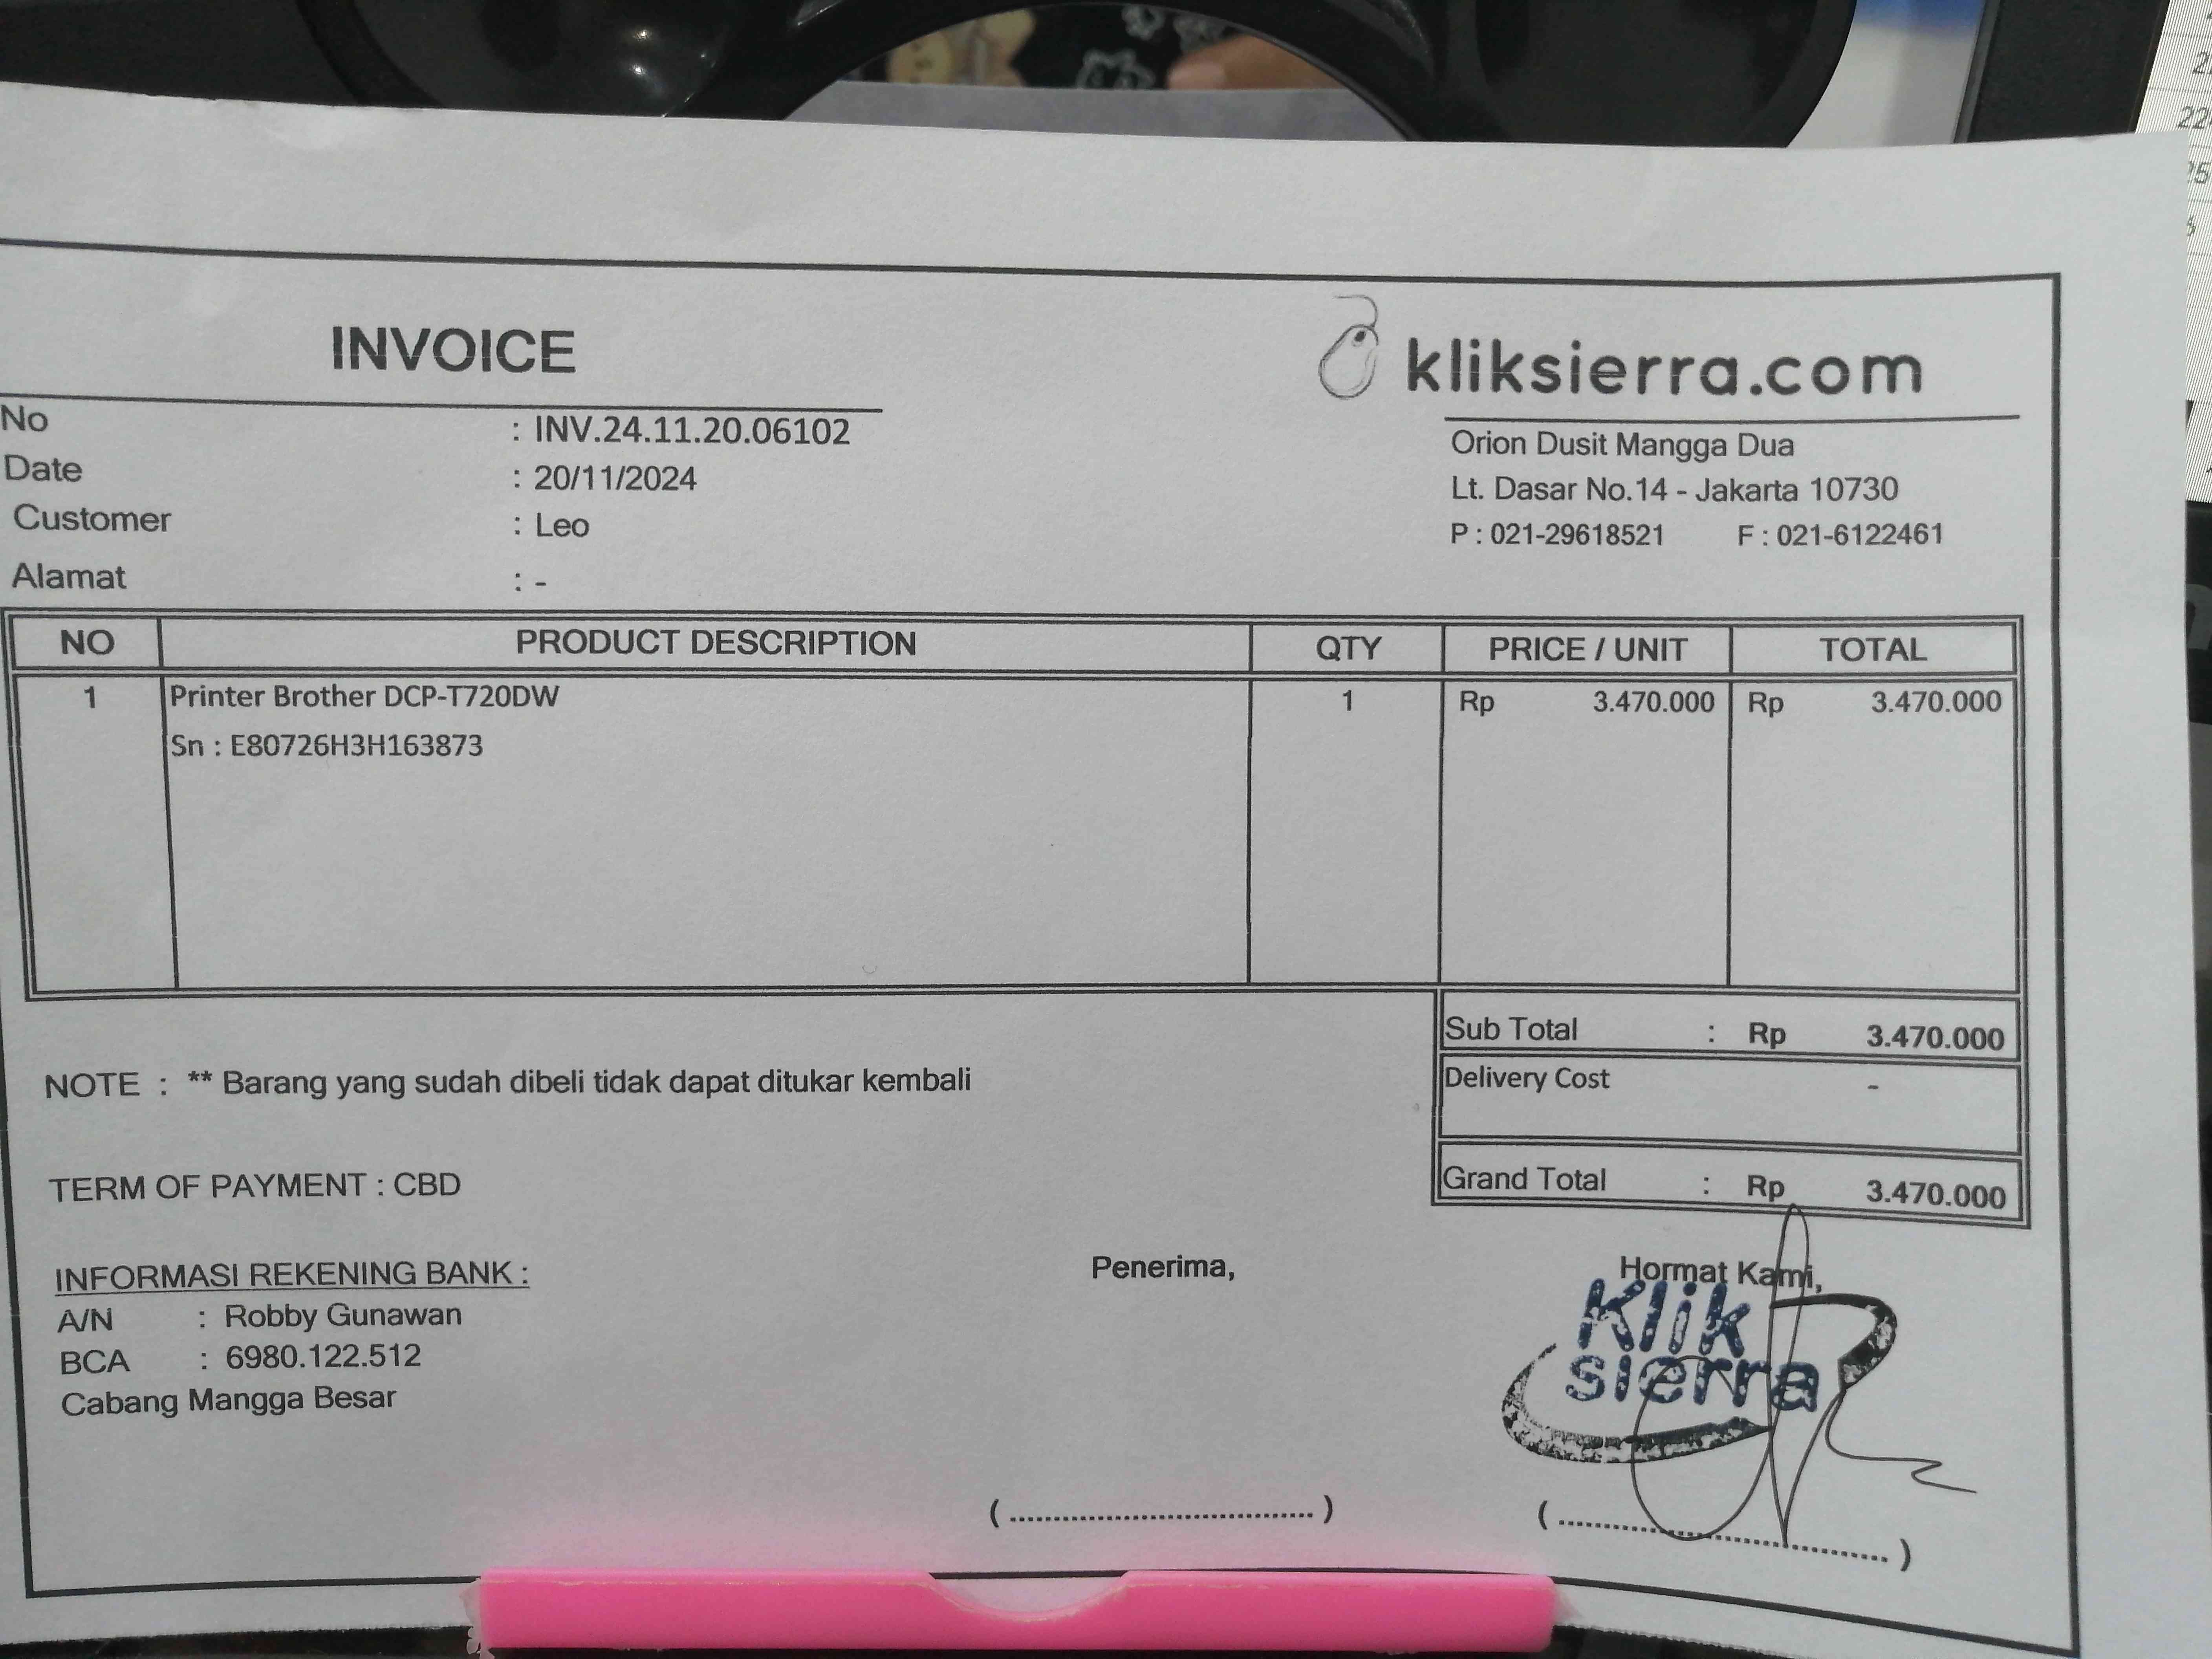 INVOICE
kliksierra.com
No : INV.24.11.20.06102
Date : 20/11/2024
Customer : Leo
Alamat : -
Orion Dusit Mangga Dua
Lt. Dasar No.14 - Jakarta 10730
P : 021-29618521 F : 021-6122461
NO PRODUCT DESCRIPTION QTY PRICE / UNIT TOTAL
1 Printer Brother DCP-T720DW 1 Rp 3.470.000 Rp 3.470.000
Sn : E80726H3H163873
Sub Total : Rp 3.470.000
Delivery Cost -
Grand Total : Rp 3.470.000
NOTE : ** Barang yang sudah dibeli tidak dapat ditukar kembali
TERM OF PAYMENT : CBD
INFORMASI REKENING BANK :
A/N : Robby Gunawan
BCA : 6980.122.512
Cabang Mangga Besar
Penerima,
(....................................)
Hormat Kami,
Klik
sierra
(....................................)